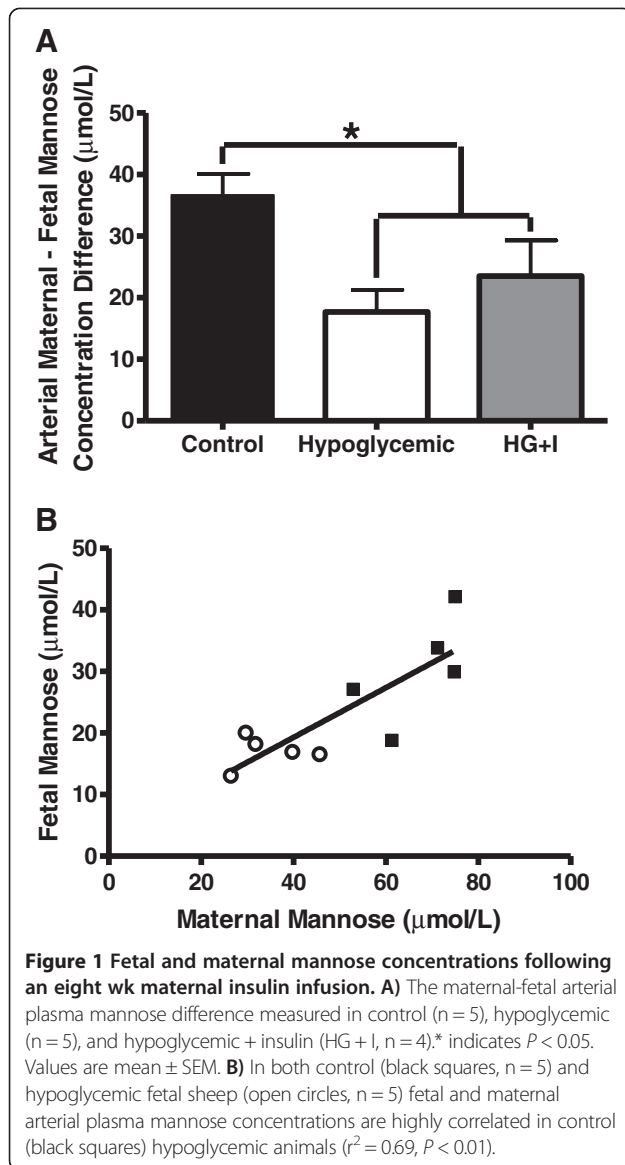 A
Arterial Maternal - Fetal Mannose
Concentration Difference (µmol/L)
50
40
30
20
10
0
*
Control Hypoglycemic HG+I
B
Fetal Mannose (µmol/L)
50
40
30
20
10
0
0 20 40 60 80 100
Maternal Mannose (µmol/L)
Figure 1 Fetal and maternal mannose concentrations following
an eight wk maternal insulin infusion. A) The maternal-fetal arterial
plasma mannose difference measured in control (n = 5), hypoglycemic
(n = 5), and hypoglycemic + insulin (HG + I, n = 4).* indicates P < 0.05.
Values are mean ± SEM. B) In both control (black squares, n = 5) and
hypoglycemic fetal sheep (open circles, n = 5) fetal and maternal
arterial plasma mannose concentrations are highly correlated in control
(black squares) hypoglycemic animals (r² = 0.69, P < 0.01).